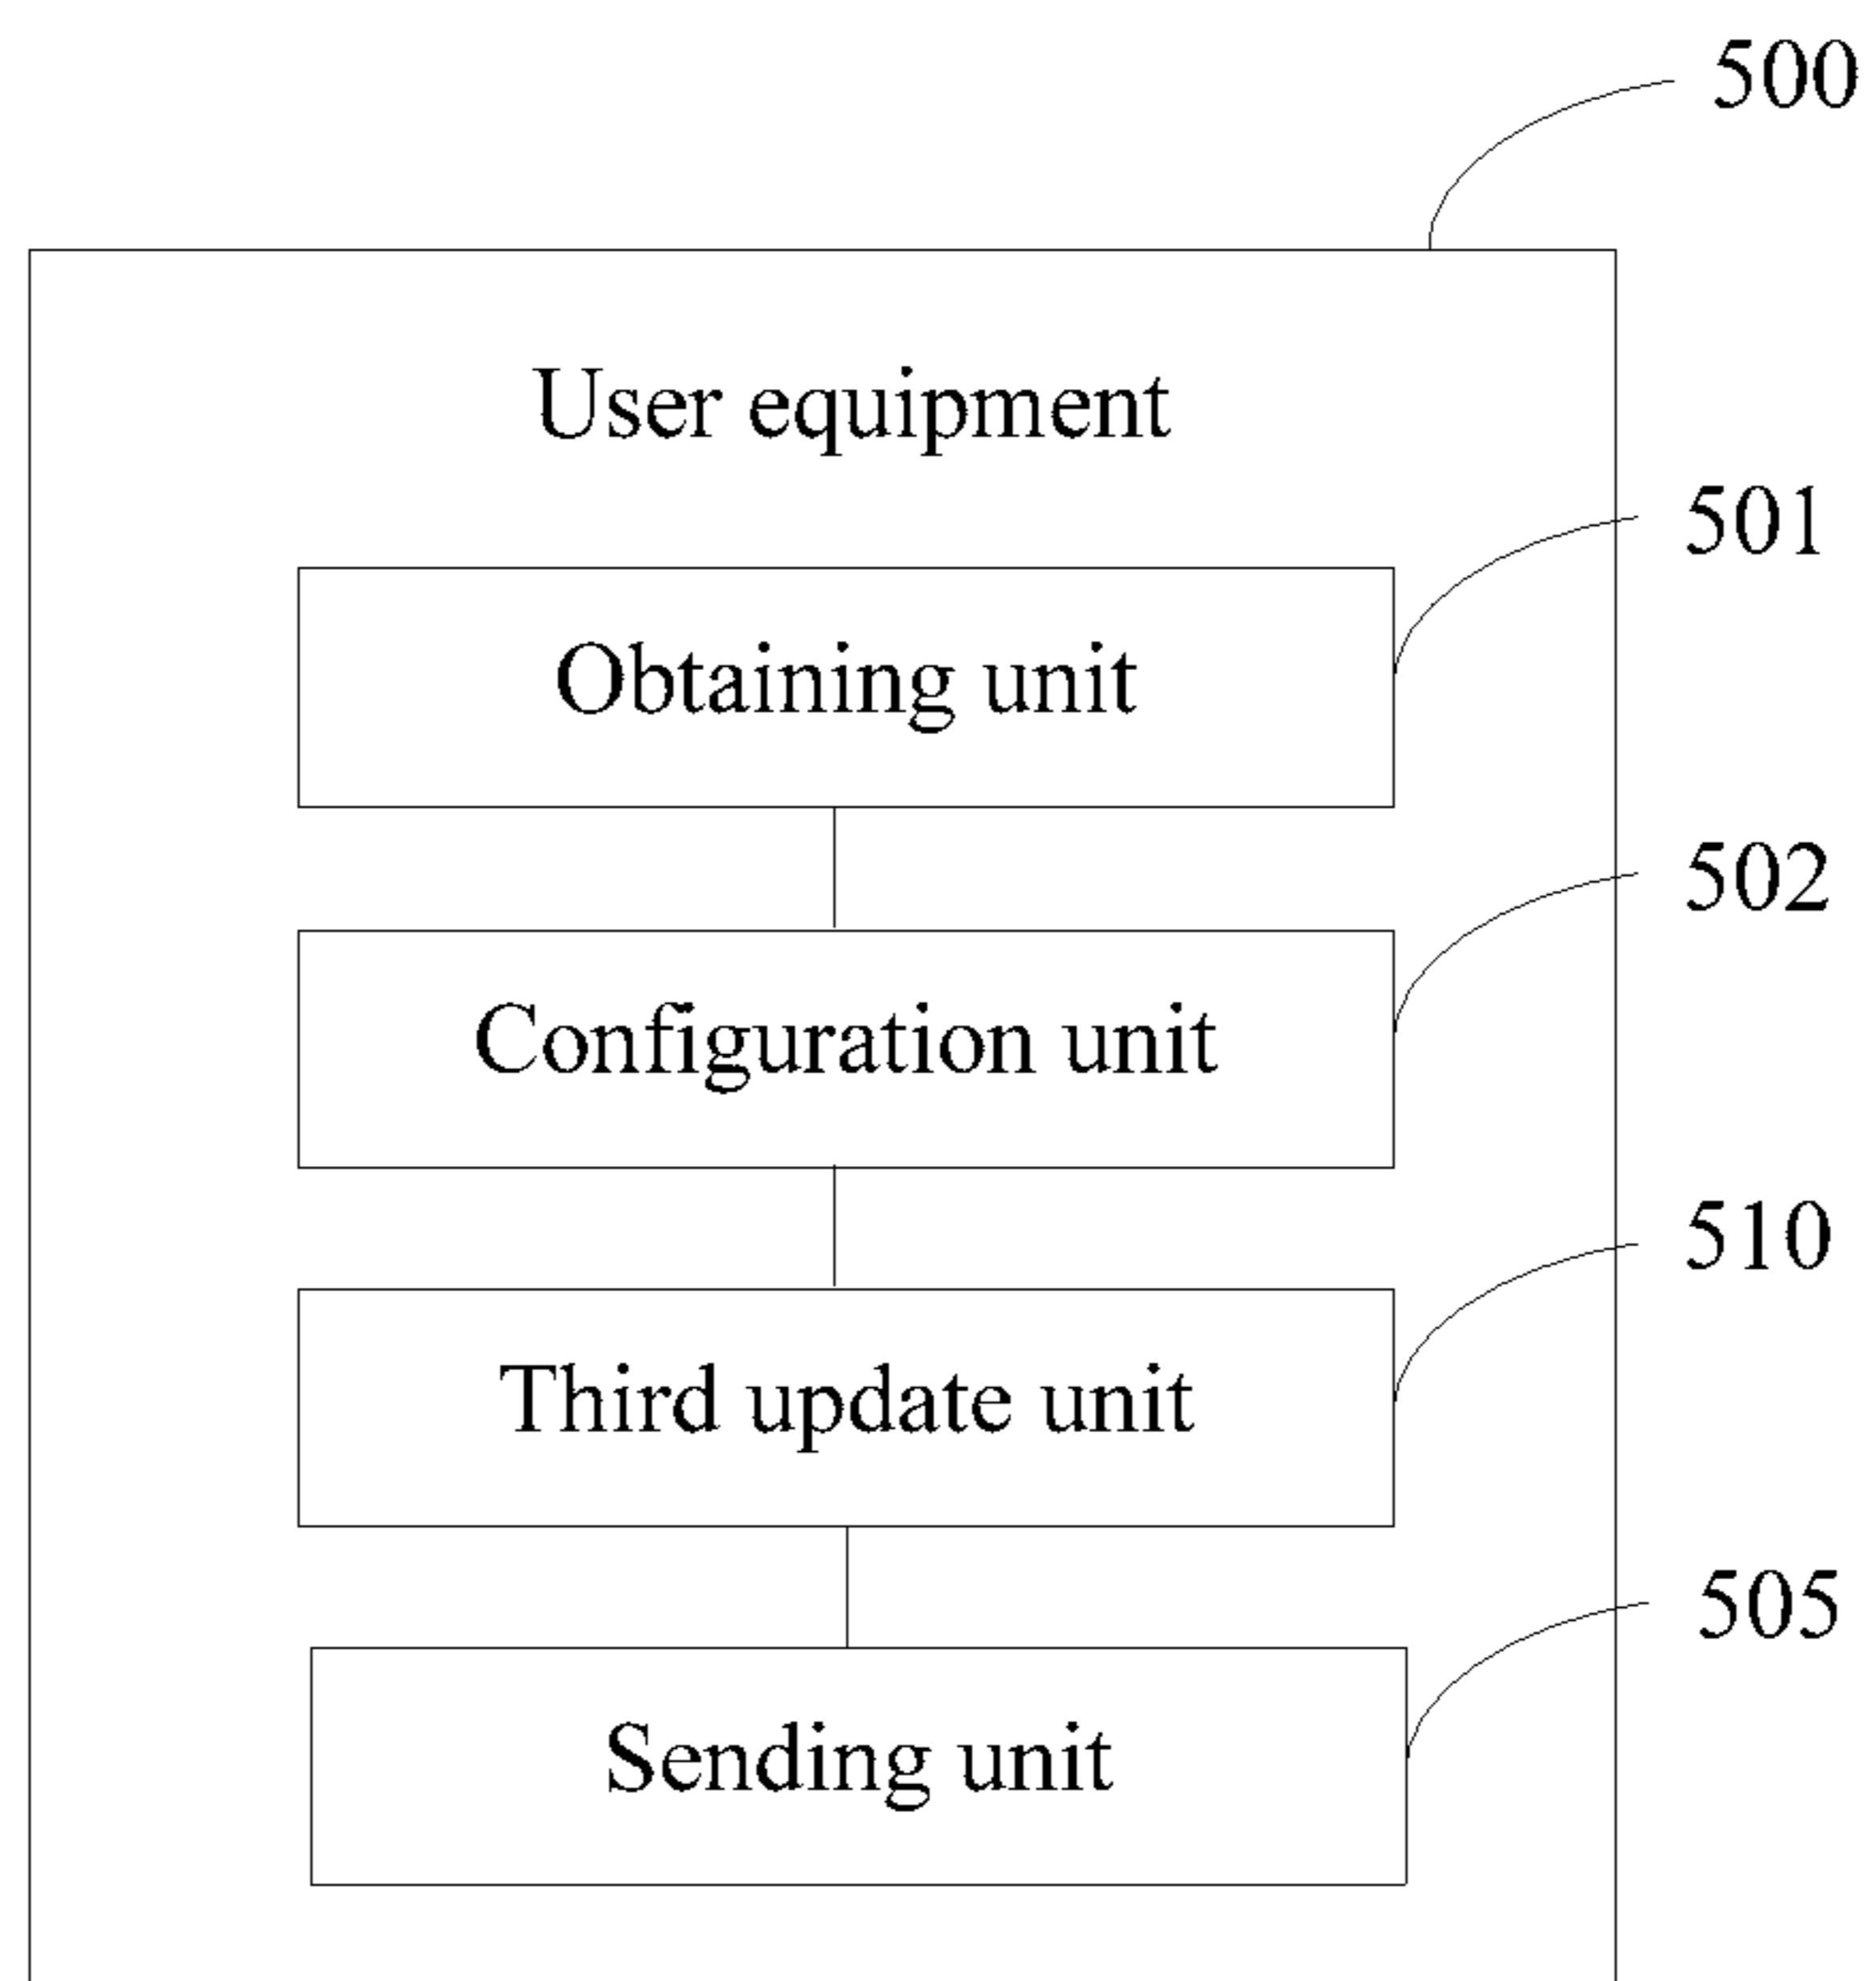 500
User equipment
501
Obtaining unit
502
Configuration unit
510
Third update unit
505
Sending unit